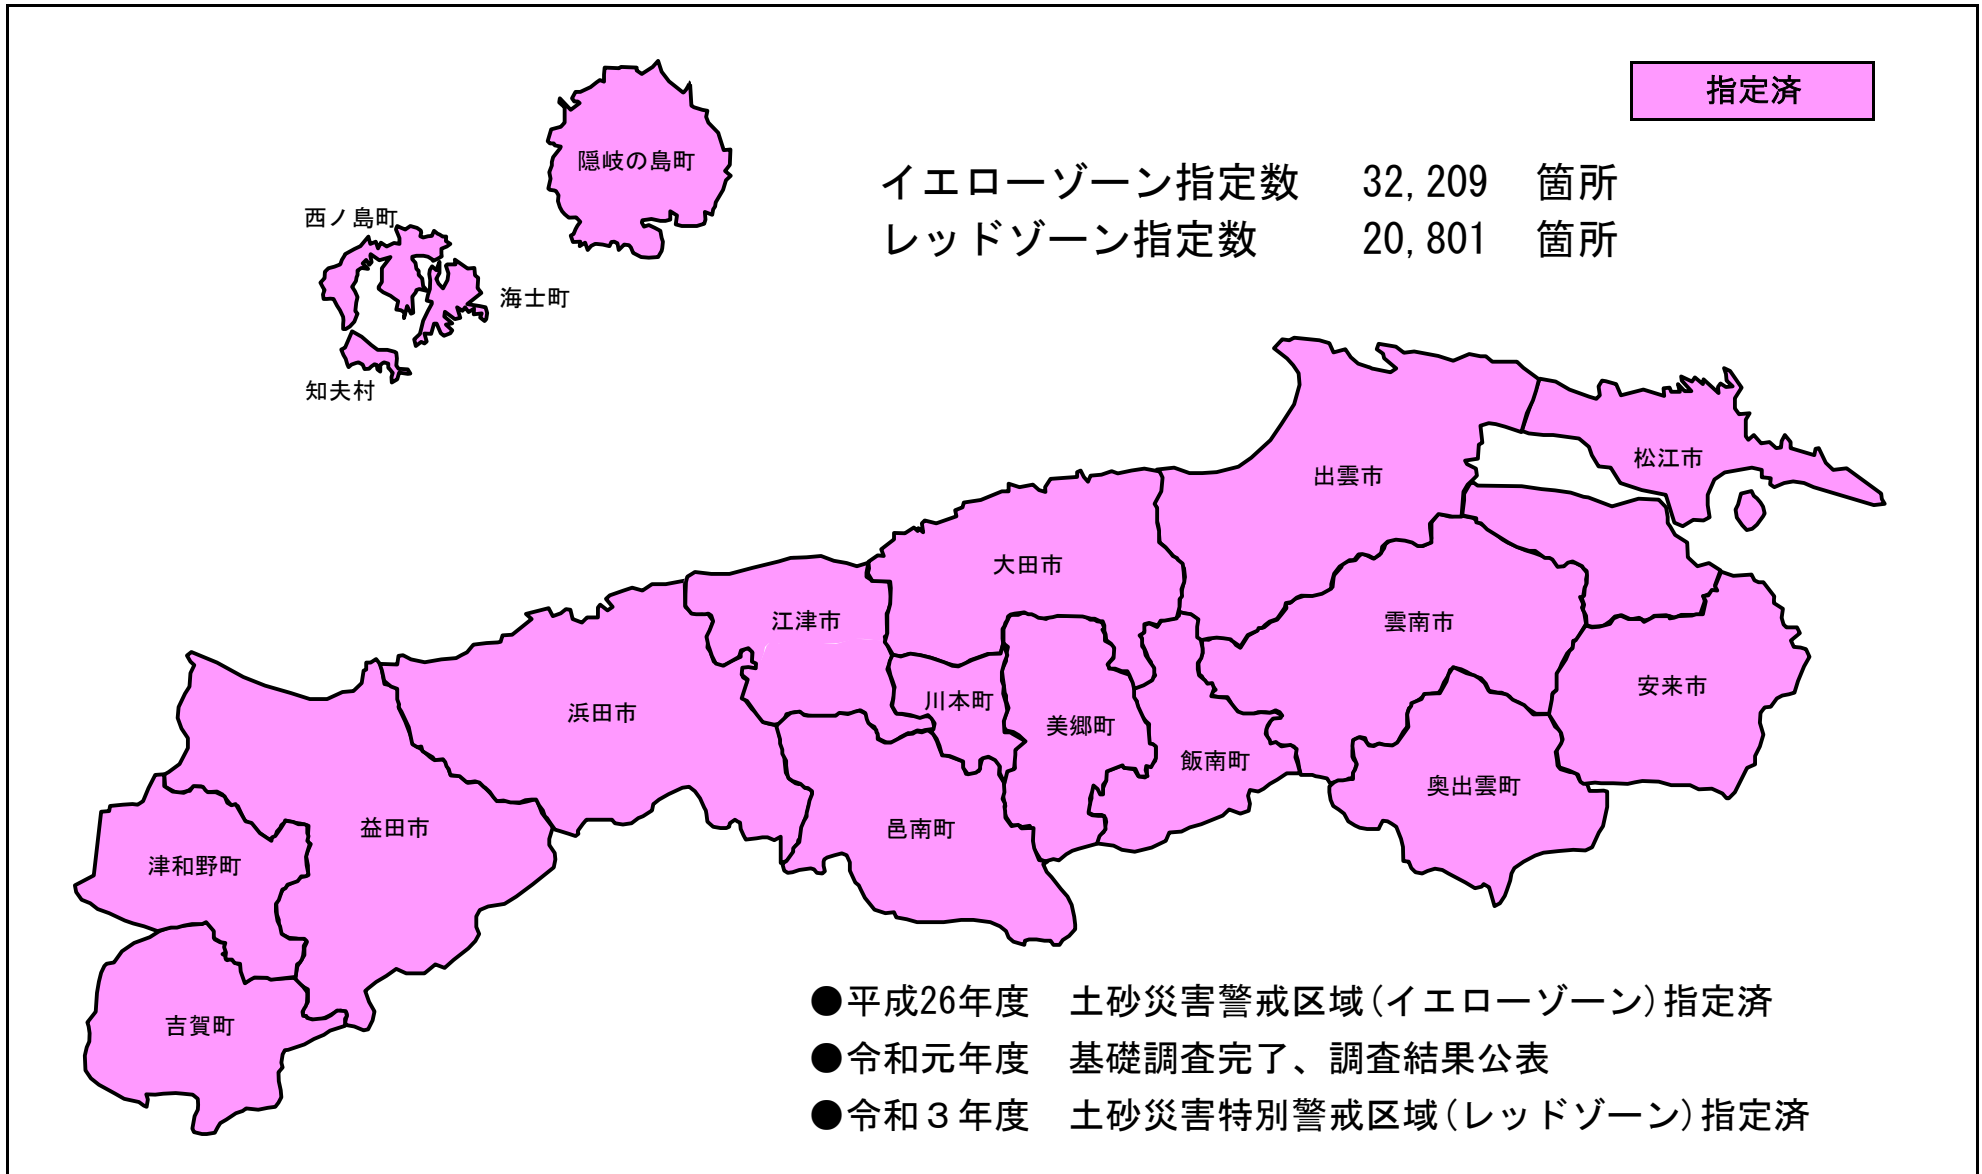 指定済
隠岐の島町
イエローゾーン指定数 32,209 箇所
レッドゾーン指定数 20,801 箇所
西ノ島町
海士町
知夫村
松江市
出雲市
大田市
江津市
雲南市
安来市
川本町
浜田市
美郷町
飯南町
奥出雲町
益田市
邑南町
津和野町
吉賀町
●平成26年度 土砂災害警戒区域(イエローゾーン)指定済
●令和元年度 基礎調査完了、調査結果公表
●令和3年度 土砂災害特別警戒区域(レッドゾーン)指定済